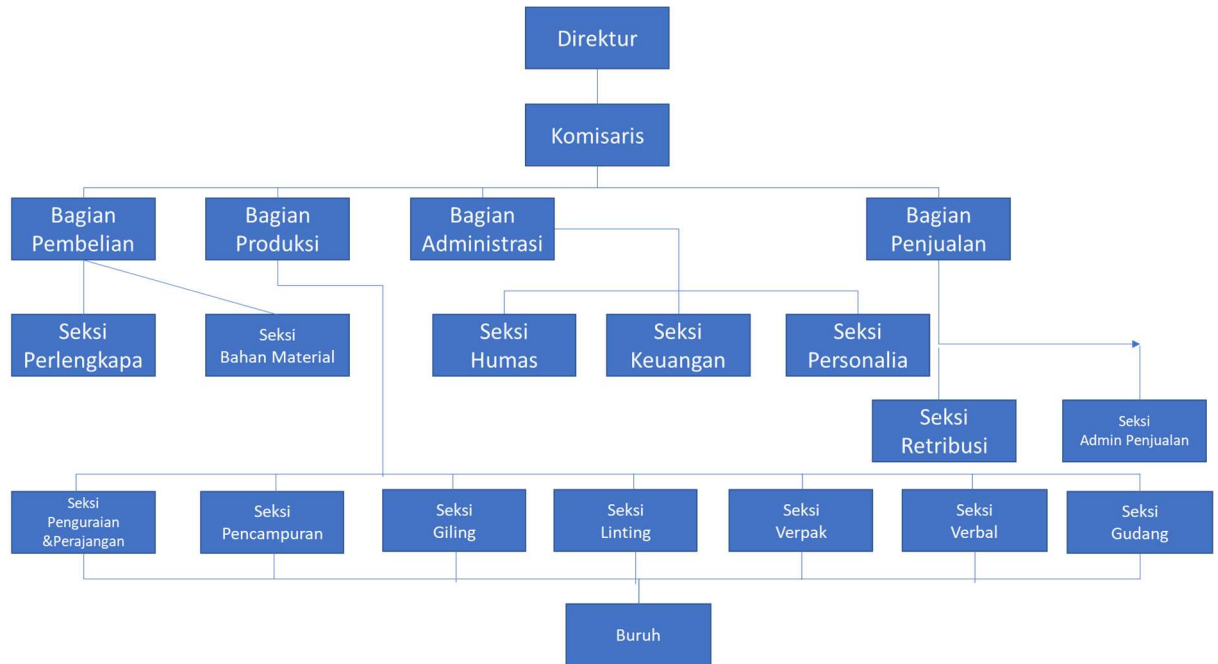 Direktur
Komisaris
Bagian
Pembelian
Bagian
Produksi
Bagian
Administrasi
Bagian
Penjualan
Seksi
Perlengkapa
Seksi
Bahan Material
Seksi
Humas
Seksi
Keuangan
Seksi
Personalia
Seksi
Retribusi
Seksi
Admin Penjualan
Seksi
Penguraian
&Perajangan
Seksi
Pencampuran
Seksi
Giling
Seksi
Linting
Seksi
Verpak
Seksi
Verbal
Seksi
Gudang
Buruh